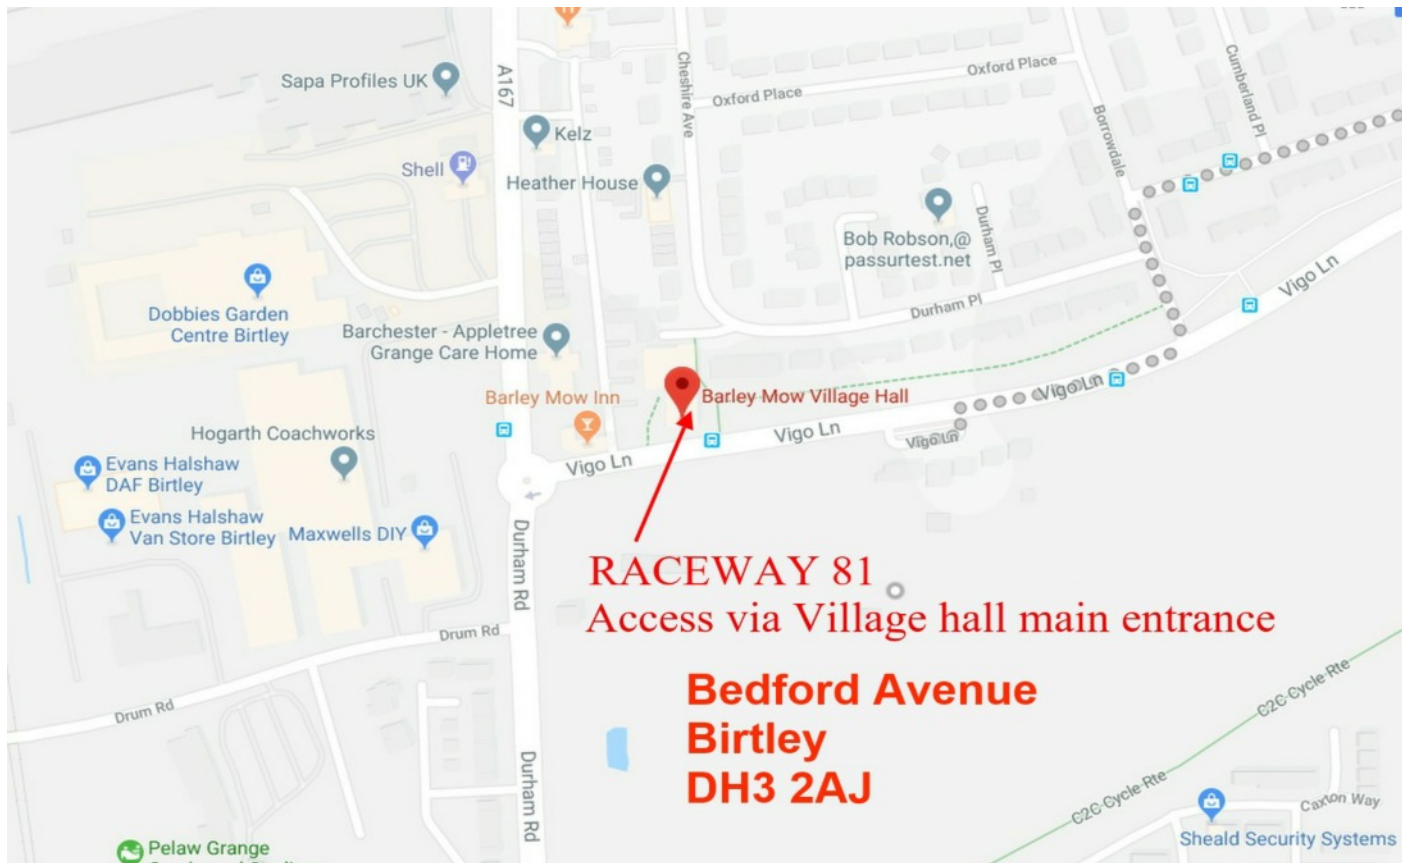 Sapa Profiles UK
A167
Cheshire Ave
Oxford Place
Oxford Place
Cumberland Pl
Borrowdale
Kelz
Shell
Heather House
Bob Robson,@
passurtest.net
Durham Pl
Durham Pl
Vigo Ln
Dobbies Garden
Centre Birtley
Barchester - Appletree
Grange Care Home
Barley Mow Inn
Barley Mow Village Hall
Vigo Ln
Vigo Ln
Vigo Ln
Vigo Ln
Hogarth Coachworks
Evans Halshaw
DAF Birtley
Evans Halshaw
Van Store Birtley
Maxwells DIY
Durham Rd
RACEWAY 81
Access via Village hall main entrance
Drum Rd
Drum Rd
Bedford Avenue
Birtley
DH3 2AJ
C2C Cycle Rte
C2C Cycle Rte
Durham Rd
Caxton Way
Sheald Security Systems
Pelaw Grange